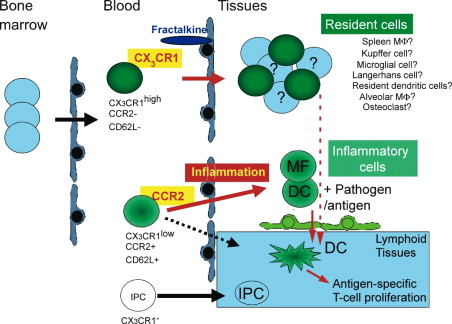 Bone
marrow
Blood
Tissues
Fractalkine
CX3CR1
CX3CR1high
CCR2-
CD62L-
?
?
?
?
Resident cells
Spleen MΦ?
Kupffer cell?
Microglial cell?
Langerhans cell?
Resident dendritic cells?
Alveolar MΦ?
Osteoclast?
Inflammation
CCR2
CX3CR1low
CCR2+
CD62L+
Inflammatory
cells
MF
DC
+ Pathogen
/antigen
DC
Lymphoid
Tissues
Antigen-specific
T-cell proliferation
IPC
IPC
CX3CR1-